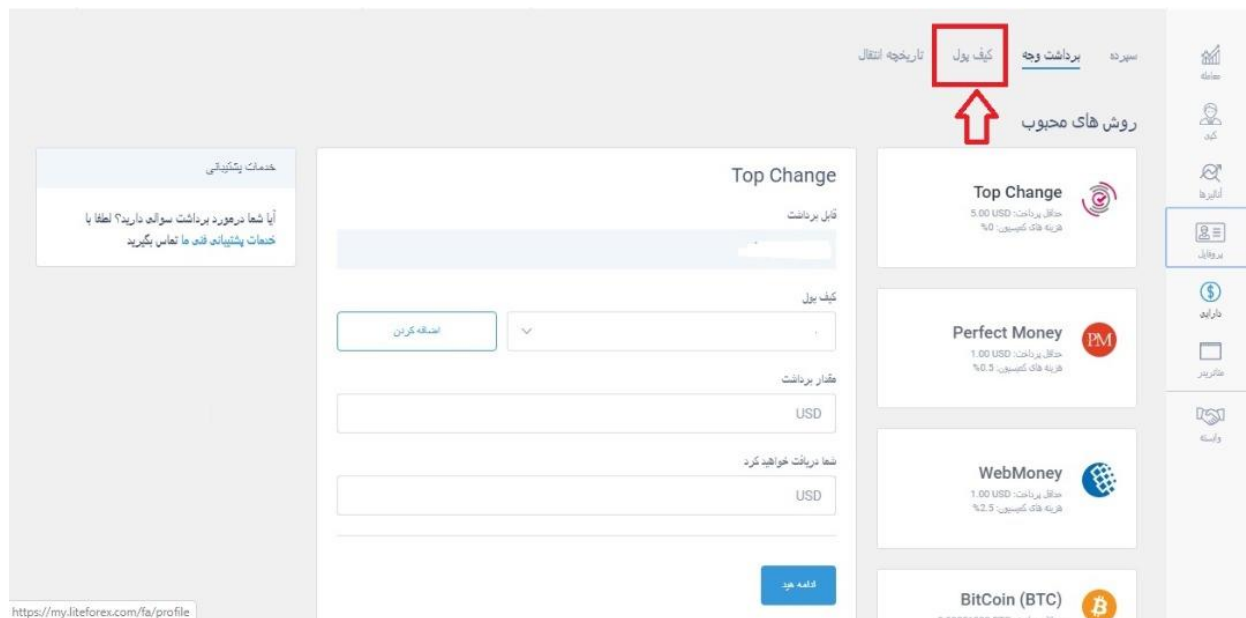 سپرده
برداشت وجه
کیف پول
تاریخچه انتقال
معامله
کپی
آنالیزها
پروفایل
دارایی
متاتریدر
وابسته
روش های محبوب
Top Change
حداقل پرداخت: 5.00 USD
هزینه های کمیسیون: 0%
Perfect Money
حداقل پرداخت: 1.00 USD
هزینه های کمیسیون: 0.5%
WebMoney
حداقل پرداخت: 1.00 USD
هزینه های کمیسیون: 2.5%
BitCoin (BTC)
Top Change
قابل برداشت
کیف پول
اضافه کردن
مقدار برداشت
USD
شما دریافت خواهید کرد
USD
ادامه هید
خدمات پشتیبانی
آیا شما درمورد برداشت سوالی دارید؟ لطفا با
خدمات پشتیبانی فنی ما تماس بگیرید
https://my.liteforex.com/fa/profile